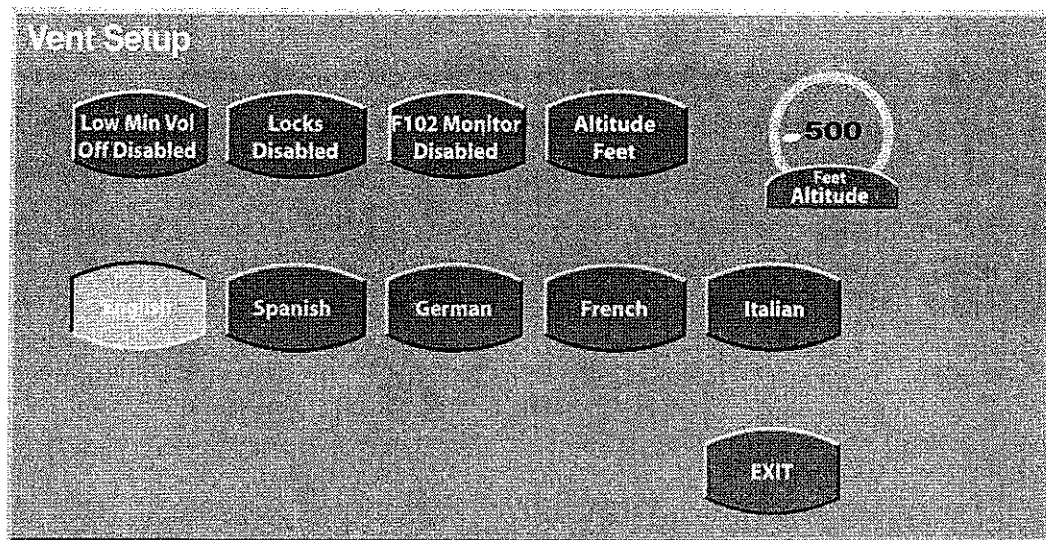 Vent Setup
Low Min Vol
Off Disabled
Locks
Disabled
F102 Monitor
Disabled
Altitude
Feet
500
Feet
Altitude
English
Spanish
German
French
Italian
EXIT